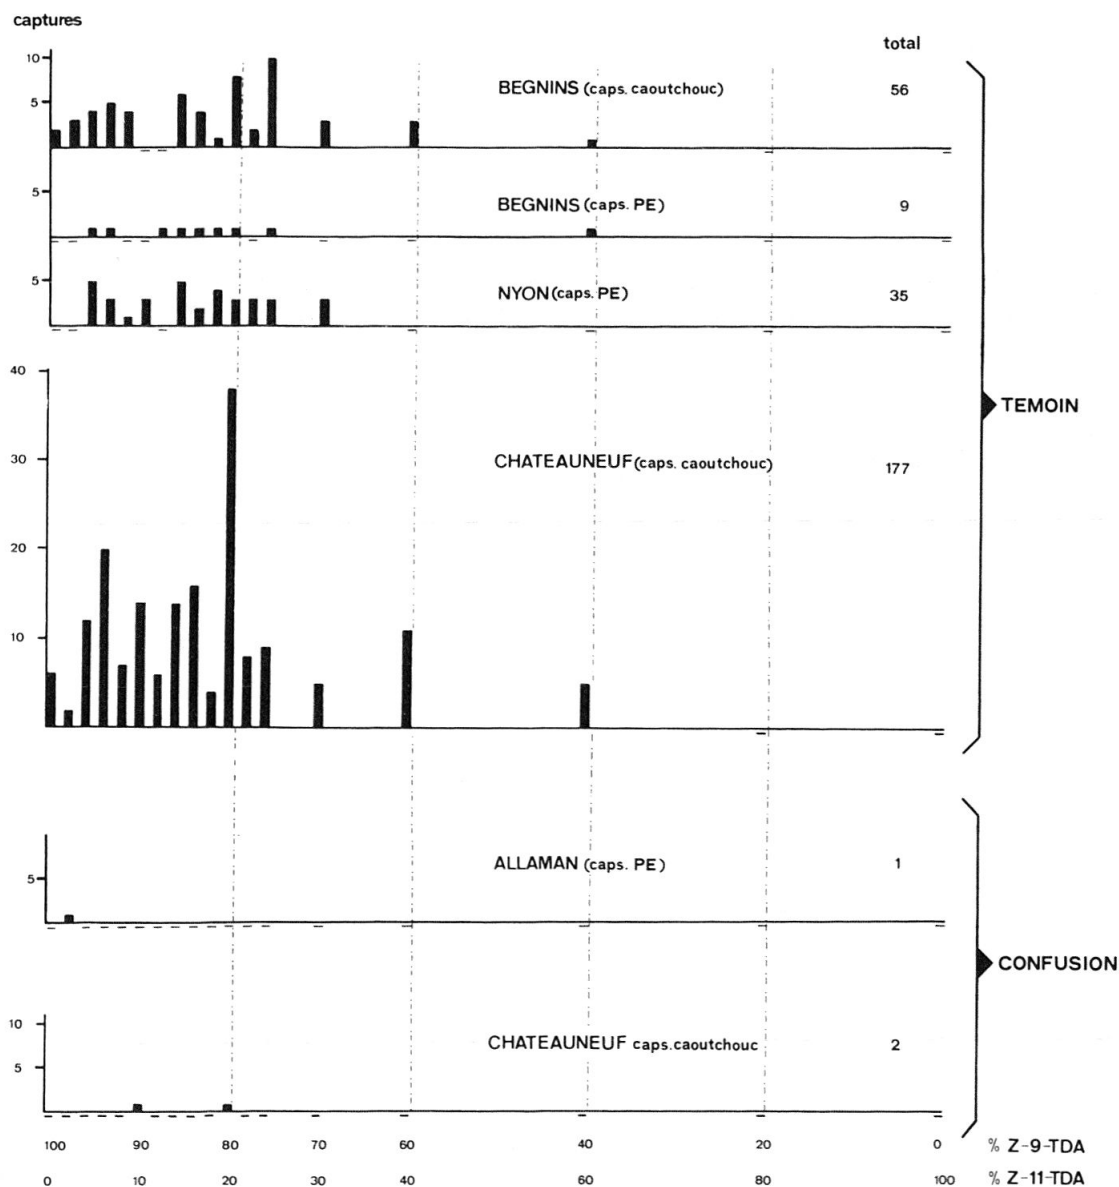 captures
total
10
5
BEGNINS (caps. caoutchouc)
56
5
BEGNINS (caps. PE)
9
5
NYON (caps. PE)
35
40
30
20
10
CHATEAUNEUF (caps. caoutchouc)
177
TEMOIN
5
ALLAMAN (caps. PE)
1
10
5
CHATEAUNEUF caps.caoutchouc
2
CONFUSION
100 90 80 70 60 40 20 0 % Z-9-TDA
0 10 20 30 40 60 80 100 % Z-11-TDA